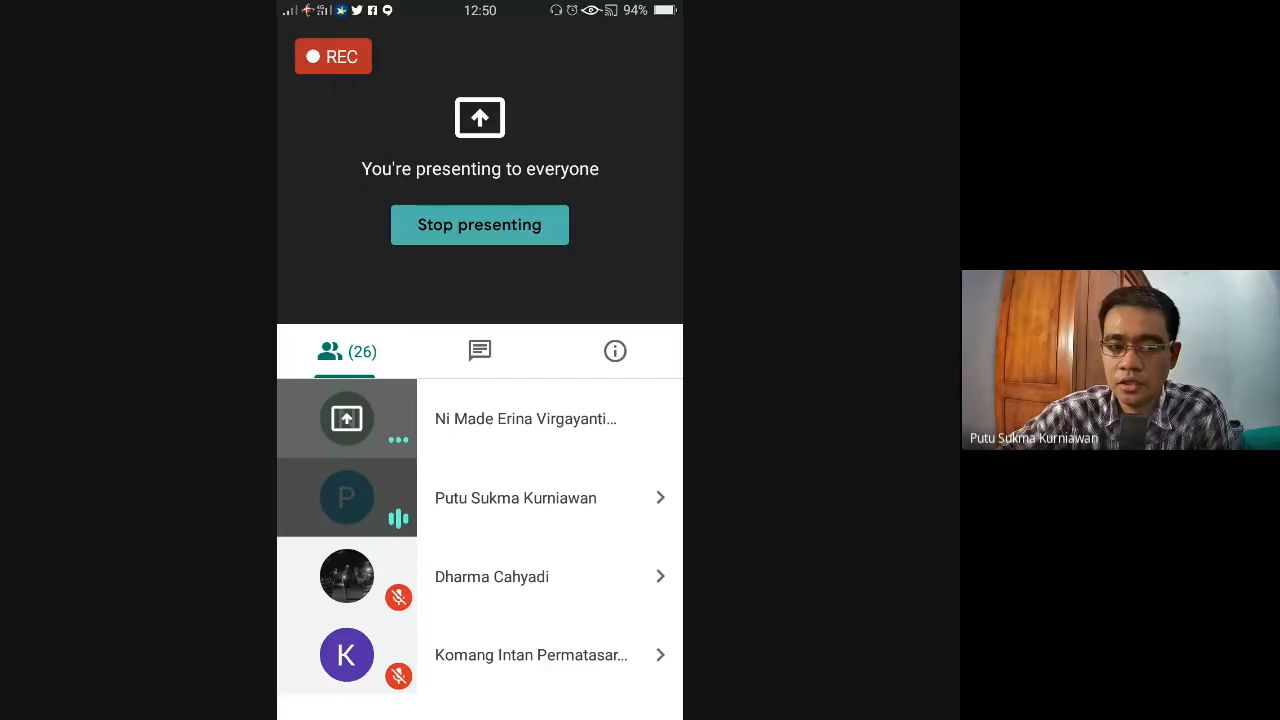 12:50
94%
REC
You're presenting to everyone
Stop presenting
(26)
Ni Made Erina Virgayanti...
P
Putu Sukma Kurniawan
Dharma Cahyadi
K
Komang Intan Permatasar...
Putu Sukma Kurniawan